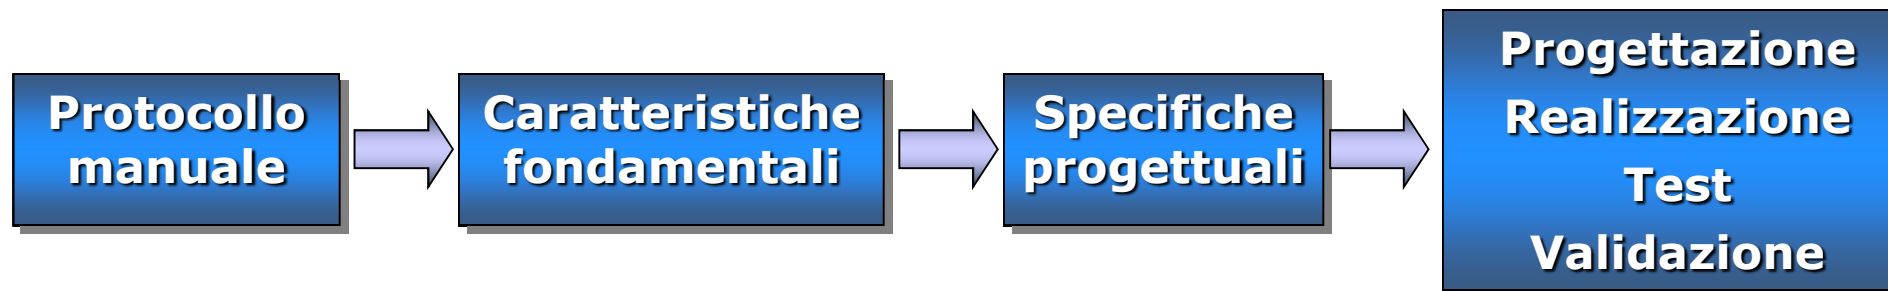 Protocollo
manuale
Caratteristiche
fondamentali
Specifiche
progettuali
Progettazione
Realizzazione
Test
Validazione